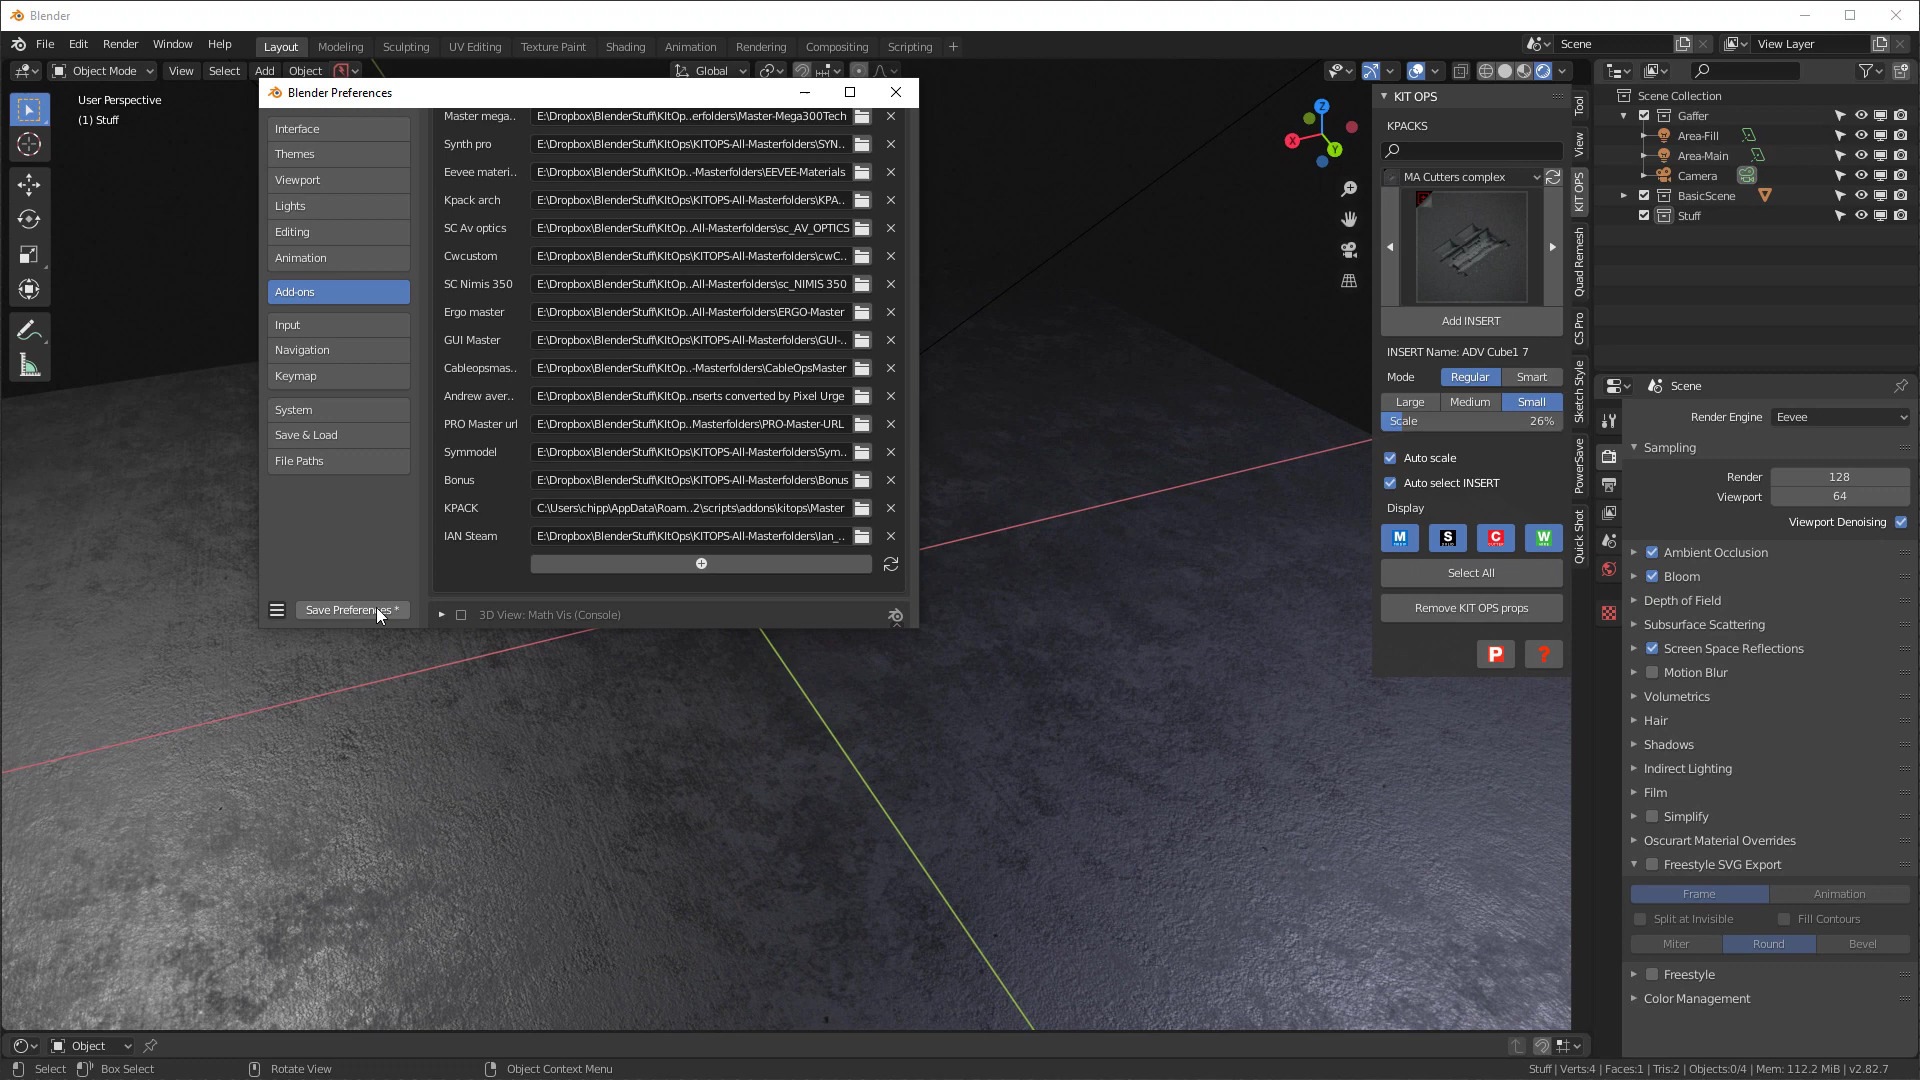 Blender
File Edit Render Window Help
Layout Modeling Sculpting UV Editing Texture Paint Shading Animation Rendering Compositing Scripting +
Scene
View Layer
Object Mode View Select Add Object
Global
User Perspective
(1) Stuff
Blender Preferences
Interface
Themes
Viewport
Lights
Editing
Animation
Add-ons
Input
Navigation
Keymap
System
Save & Load
File Paths
Save Preferences *
Master mega.. E:\Dropbox\BlenderStuff\KItOp..erfolders\Master-Mega300Tech
Synth pro E:\Dropbox\BlenderStuff\KItOps\KITOPS-All-Masterfolders\SYN..
Eevee materi.. E:\Dropbox\BlenderStuff\KItOp..-Masterfolders\EEVEE-Materials
Kpack arch E:\Dropbox\BlenderStuff\KItOps\KITOPS-All-Masterfolders\KPA..
SC Av optics E:\Dropbox\BlenderStuff\KItOp..All-Masterfolders\sc_AV_OPTICS
Cwcustom E:\Dropbox\BlenderStuff\KItOps\KITOPS-All-Masterfolders\cwC..
SC Nimis 350 E:\Dropbox\BlenderStuff\KItOp..All-Masterfolders\sc_NIMIS 350
Ergo master E:\Dropbox\BlenderStuff\KItOp..All-Masterfolders\ERGO-Master
GUI Master E:\Dropbox\BlenderStuff\KItOps\KITOPS-All-Masterfolders\GUI-..
Cableopsmas.. E:\Dropbox\BlenderStuff\KItOp..-Masterfolders\CableOpsMaster
Andrew aver.. E:\Dropbox\BlenderStuff\KItOp..nserts converted by Pixel Urge
PRO Master url E:\Dropbox\BlenderStuff\KItOp..Masterfolders\PRO-Master-URL
Symmodel E:\Dropbox\BlenderStuff\KItOps\KITOPS-All-Masterfolders\Sym..
Bonus E:\Dropbox\BlenderStuff\KItOps\KITOPS-All-Masterfolders\Bonus
KPACK C:\Users\chipp\AppData\Roam..2\scripts\addons\kitops\Master
IAN Steam E:\Dropbox\BlenderStuff\KItOps\KITOPS-All-Masterfolders\Ian_..
3D View: Math Vis (Console)
X
Y
Z
KIT OPS
KPACKS
MA Cutters complex
Add INSERT
INSERT Name: ADV Cube1 7
Mode Regular Smart
Large Medium Small
Scale 26%
Auto scale
Auto select INSERT
Display
M S C W
Select All
Remove KIT OPS props
P ?
Tool
View
KIT OPS
Quad Remesh
CS Pro
Sketch Style
PowerSave
Quick Shot
Scene Collection
Gaffer
Area-Fill
Area-Main
Camera
BasicScene
Stuff
Scene
Render Engine Eevee
Sampling
Render 128
Viewport 64
Viewport Denoising
Ambient Occlusion
Bloom
Depth of Field
Subsurface Scattering
Screen Space Reflections
Motion Blur
Volumetrics
Hair
Shadows
Indirect Lighting
Film
Simplify
Oscurart Material Overrides
Freestyle SVG Export
Frame Animation
Split at Invisible Fill Contours
Miter Round Bevel
Freestyle
Color Management
Object
Select Box Select Rotate View Object Context Menu
Stuff | Verts:4 | Faces:1 | Tris:2 | Objects:0/4 | Mem: 112.2 MiB | v2.82.7